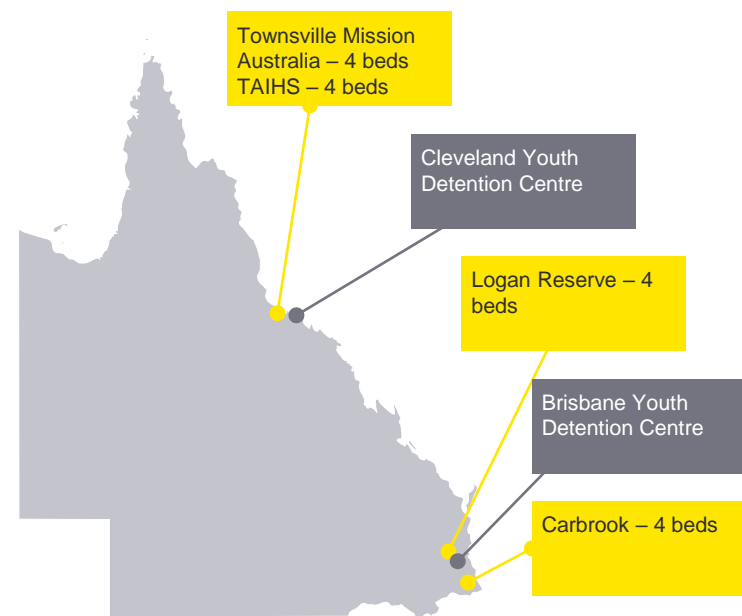 Townsville Mission
Australia – 4 beds
TAIHS – 4 beds
Cleveland Youth
Detention Centre
Logan Reserve – 4
beds
Brisbane Youth
Detention Centre
Carbrook – 4 beds